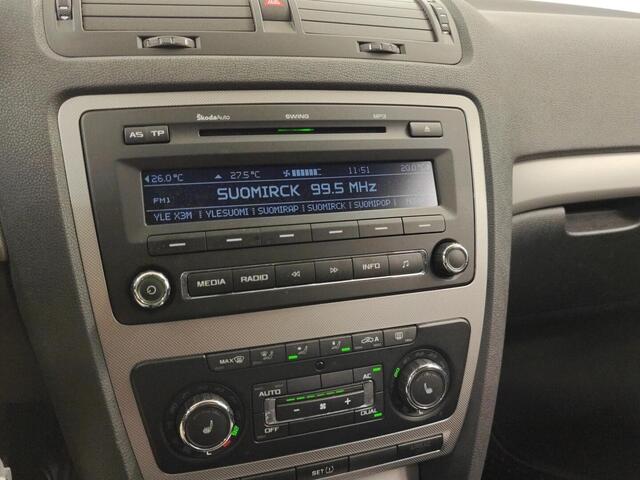 ŠkodaAuto SWING MP3
AS TP
26.0°C 27.5°C 11:51 20.0°C
SUOMIRCK 99.5 MHz
FM1
YLE X3M | YLESUOMI | SUOMIRAP | SUOMIRCK | SUOMIPOP
MEDIA RADIO INFO
MAX A
AUTO AC
OFF DUAL
SET